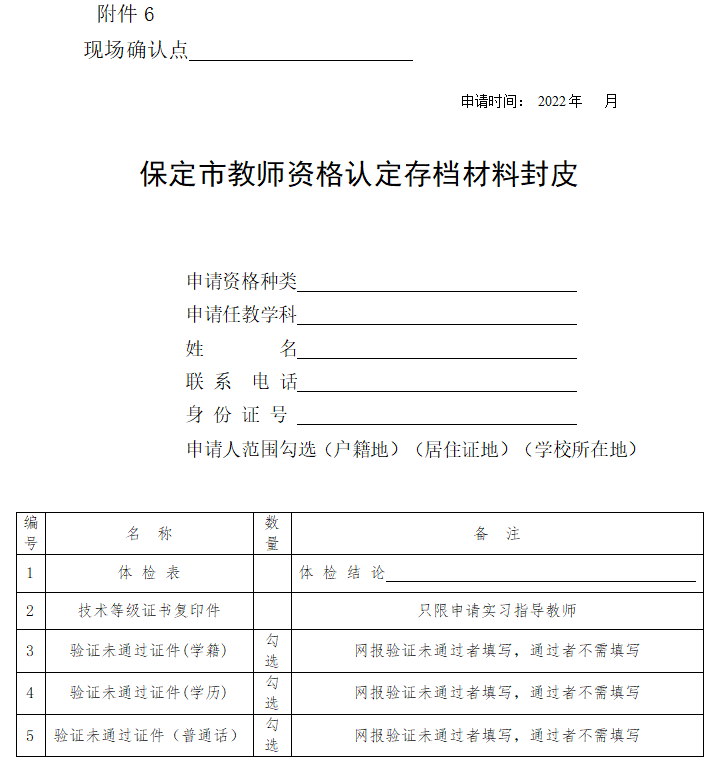 附件 6
现场确认点
申请时间： 2022 年 月
保定市教师资格认定存档材料封皮
申请资格种类
申请任教学科
姓 名
联 系 电 话
身 份 证 号
申请人范围勾选（户籍地）（居住证地）（学校所在地）
编号 名 称 数量 备 注
1 体 检 表 体 检 结 论
2 技术等级证书复印件 只限申请实习指导教师
3 验证未通过证件(学籍) 勾选 网报验证未通过者填写，通过者不需填写
4 验证未通过证件(学历) 勾选 网报验证未通过者填写，通过者不需填写
5 验证未通过证件（普通话） 勾选 网报验证未通过者填写，通过者不需填写